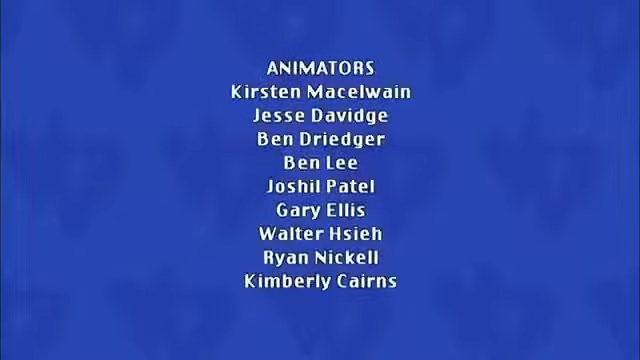 ANIMATORS
Kirsten Macelwain
Jesse Davidge
Ben Driedger
Ben Lee
Joshil Patel
Gary Ellis
Walter Hsieh
Ryan Nickell
Kimberly Cairns